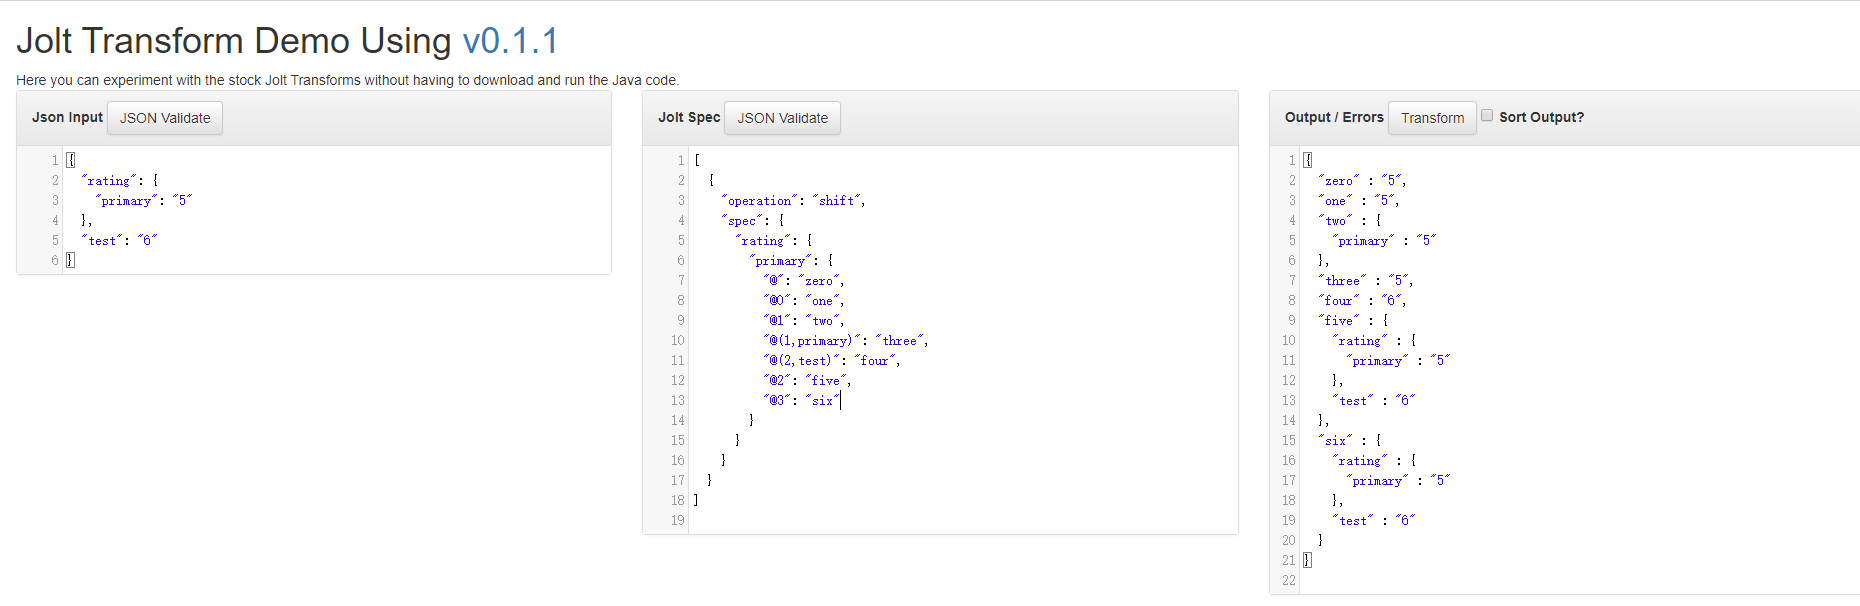 Jolt Transform Demo Using v0.1.1
Here you can experiment with the stock Jolt Transforms without having to download and run the Java code.
Json Input JSON Validate
1 {
2 "rating": {
3 "primary": "5"
4 },
5 "test": "6"
6 }
Jolt Spec JSON Validate
1 [
2 {
3 "operation": "shift",
4 "spec": {
5 "rating": {
6 "primary": {
7 "@": "zero",
8 "@0": "one",
9 "@1": "two",
10 "@(1,primary)": "three",
11 "@(2,test)": "four",
12 "@2": "five",
13 "@3": "six"
14 }
15 }
16 }
17 }
18 ]
19
Output / Errors Transform Sort Output?
1 {
2 "zero" : "5",
3 "one" : "5",
4 "two" : {
5 "primary" : "5"
6 },
7 "three" : "5",
8 "four" : "6",
9 "five" : {
10 "rating" : {
11 "primary" : "5"
12 },
13 "test" : "6"
14 },
15 "six" : {
16 "rating" : {
17 "primary" : "5"
18 },
19 "test" : "6"
20 }
21 }
22